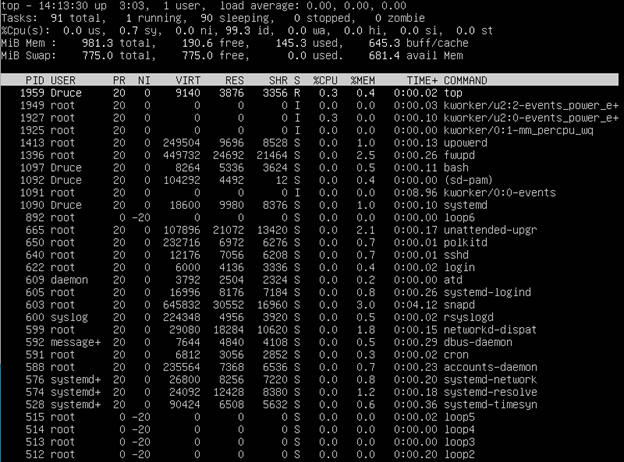 top - 14:13:30 up  3:03,  1 user,  load average: 0.00, 0.00, 0.00
Tasks:  91 total,   1 running,  90 sleeping,   0 stopped,   0 zombie
%Cpu(s):  0.0 us,  0.7 sy,  0.0 ni, 99.3 id,  0.0 wa,  0.0 hi,  0.0 si,  0.0 st
MiB Mem :    981.3 total,    190.6 free,    145.3 used,    645.3 buff/cache
MiB Swap:    775.0 total,    775.0 free,      0.0 used.    681.4 avail Mem
PID USER      PR  NI    VIRT    RES    SHR S  %CPU  %MEM     TIME+ COMMAND
1959 Druce     20   0    9140   3876   3356 R   0.3   0.4   0:00.02 top
1949 root      20   0       0      0      0 I   0.0   0.0   0:00.03 kworker/u2:2-events_power_e+
1927 root      20   0       0      0      0 I   0.3   0.0   0:00.10 kworker/u2:0-events_power_e+
1925 root      20   0       0      0      0 I   0.0   0.0   0:00.00 kworker/0:1-mm_percpu_wq
1413 root      20   0  249504   9696   8528 S   0.0   1.0   0:00.13 upowerd
1396 root      20   0  449732  24692  21464 S   0.0   2.5   0:00.26 fwupd
1097 Druce     20   0    8264   5336   3624 S   0.0   0.5   0:00.11 bash
1092 Druce     20   0  104292   4492     12 S   0.0   0.4   0:00.00 (sd-pam)
1091 root      20   0       0      0      0 I   0.0   0.0   0:08.96 kworker/0:0-events
1090 Druce     20   0   18600   9980   8376 S   0.0   1.0   0:00.10 systemd
892 root       0 -20       0      0      0 S   0.0   0.0   0:00.00 loop6
665 root      20   0  107896  21072  13420 S   0.0   2.1   0:00.17 unattended-upgr
650 root      20   0  232716   6972   6276 S   0.0   0.7   0:00.01 polkitd
640 root      20   0   12176   7056   6208 S   0.0   0.7   0:00.01 sshd
622 root      20   0    6000   4136   3336 S   0.0   0.4   0:00.02 login
609 daemon    20   0    3792   2504   2324 S   0.0   0.2   0:00.00 atd
605 root      20   0   16996   8176   7184 S   0.0   0.8   0:00.26 systemd-logind
603 root      20   0  645832  30552  16960 S   0.0   3.0   0:04.12 snapd
600 syslog    20   0  224348   4956   3920 S   0.0   0.5   0:00.02 rsyslogd
599 root      20   0   29080  18284  10620 S   0.0   1.8   0:00.15 networkd-dispat
592 message+  20   0    7644   4840   4108 S   0.0   0.5   0:00.29 dbus-daemon
591 root      20   0    6812   3056   2852 S   0.0   0.3   0:00.02 cron
588 root      20   0  235564   7368   6536 S   0.0   0.7   0:00.23 accounts-daemon
576 systemd+  20   0   26800   8256   7220 S   0.0   0.8   0:00.20 systemd-network
574 systemd+  20   0   24092  12428   8380 S   0.0   1.2   0:00.18 systemd-resolve
528 systemd+  20   0   90424   6508   5632 S   0.0   0.6   0:00.36 systemd-timesyn
515 root       0 -20       0      0      0 S   0.0   0.0   0:00.02 loop5
514 root       0 -20       0      0      0 S   0.0   0.0   0:00.00 loop4
513 root       0 -20       0      0      0 S   0.0   0.0   0:00.00 loop3
512 root       0 -20       0      0      0 S   0.0   0.0   0:00.20 loop2